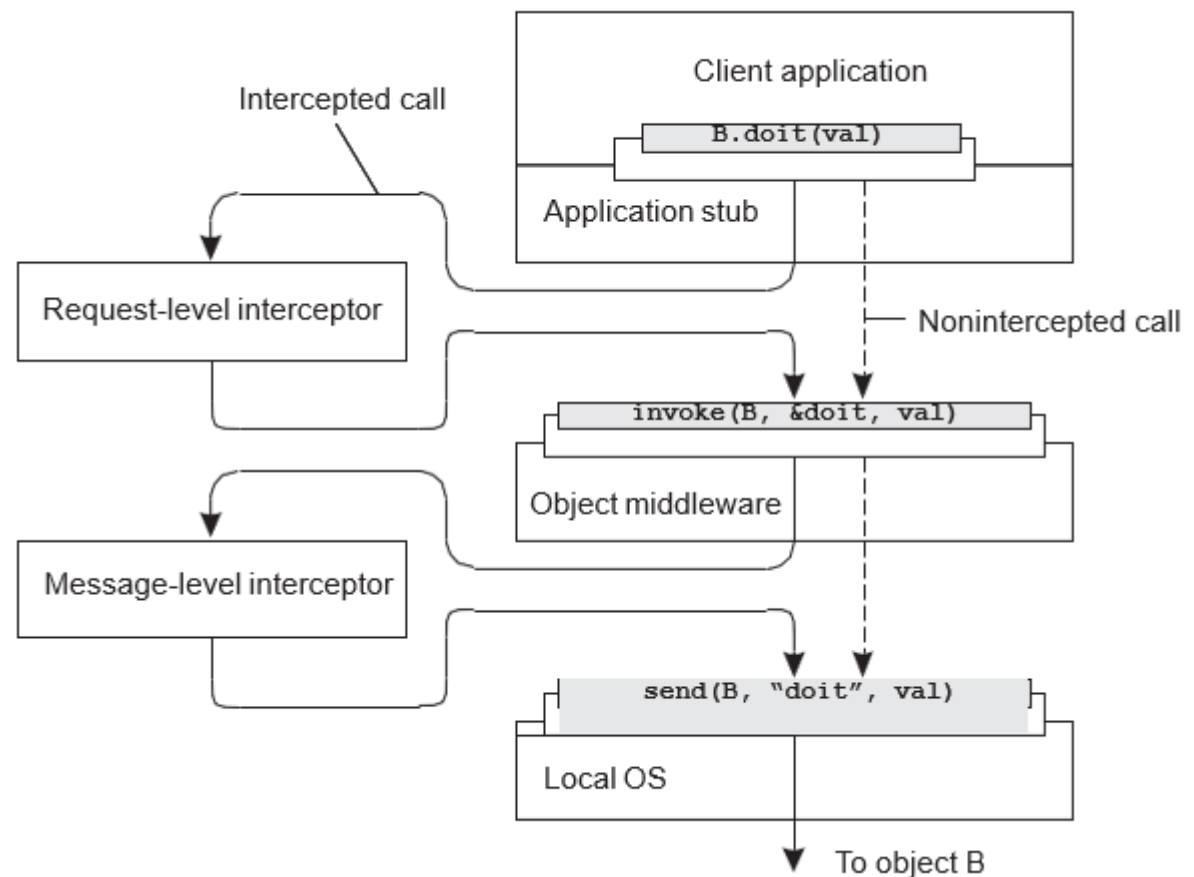 Client application
Intercepted call
B.doit(val)
Application stub
Request-level interceptor
Nonintercepted call
invoke(B, &doit, val)
Object middleware
Message-level interceptor
send(B, “doit”, val)
Local OS
To object B